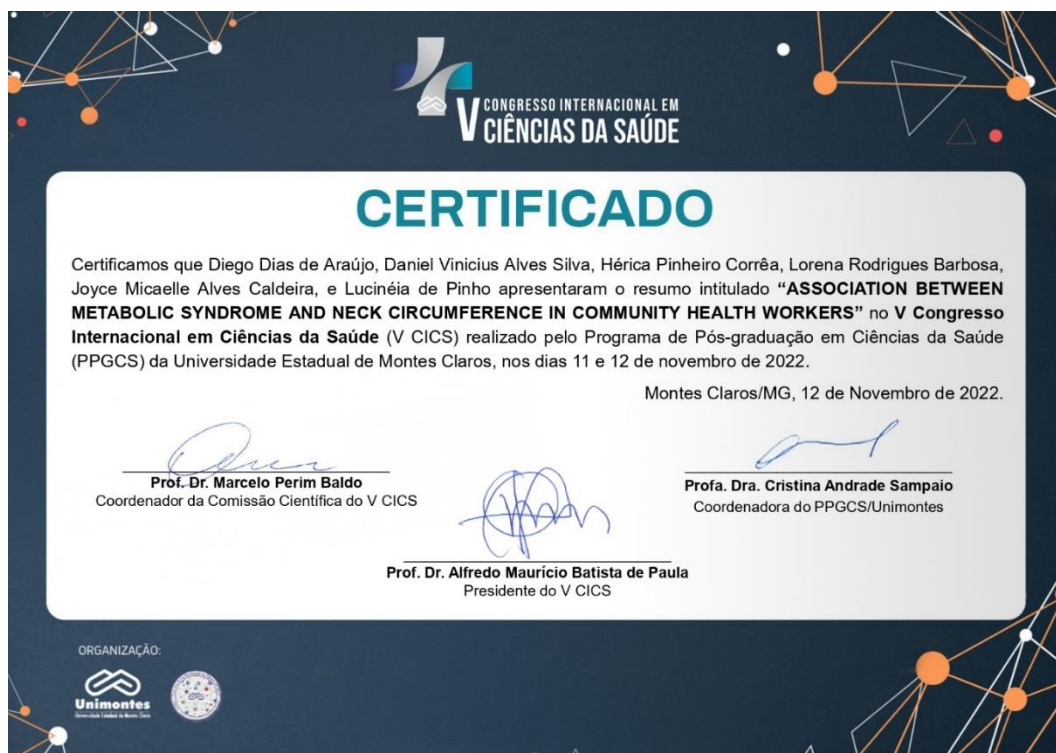 V CONGRESSO INTERNACIONAL EM
CIÊNCIAS DA SAÚDE
CERTIFICADO
Certificamos que Diego Dias de Araújo, Daniel Vinicius Alves Silva, Hérica Pinheiro Corrêa, Lorena Rodrigues Barbosa,
Joyce Micaelle Alves Caldeira, e Lucinéia de Pinho apresentaram o resumo intitulado “ASSOCIATION BETWEEN
METABOLIC SYNDROME AND NECK CIRCUMFERENCE IN COMMUNITY HEALTH WORKERS” no V Congresso
Internacional em Ciências da Saúde (V CICS) realizado pelo Programa de Pós-graduação em Ciências da Saúde
(PPGCS) da Universidade Estadual de Montes Claros, nos dias 11 e 12 de novembro de 2022.
Montes Claros/MG, 12 de Novembro de 2022.
Prof. Dr. Marcelo Perim Baldo
Coordenador da Comissão Científica do V CICS
Profa. Dra. Cristina Andrade Sampaio
Coordenadora do PPGCS/Unimontes
Prof. Dr. Alfredo Maurício Batista de Paula
Presidente do V CICS
ORGANIZAÇÃO:
Unimontes
Universidade Estadual de Montes Claros